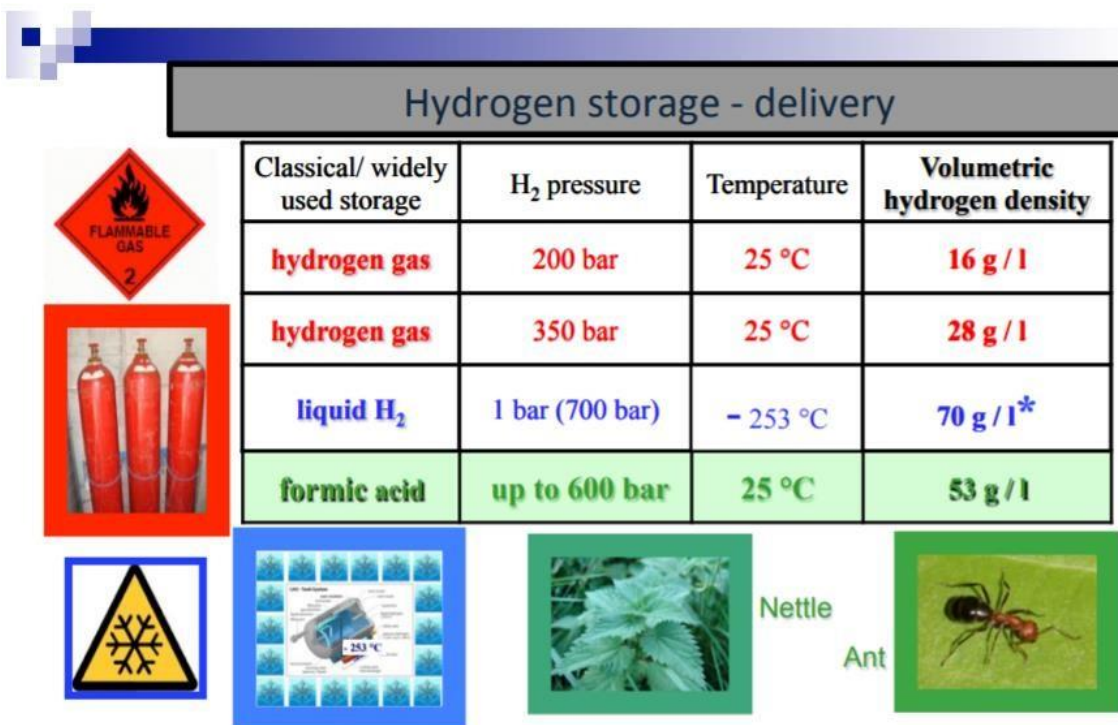 Hydrogen storage - delivery
FLAMMABLE
GAS
2
Classical/ widely
used storage
H₂ pressure
Temperature
Volumetric
hydrogen density
hydrogen gas
200 bar
25 °C
16 g / l
hydrogen gas
350 bar
25 °C
28 g / l
liquid H₂
1 bar (700 bar)
- 253 °C
70 g / l*
formic acid
up to 600 bar
25 °C
53 g / l
- 253 °C
Nettle
Ant